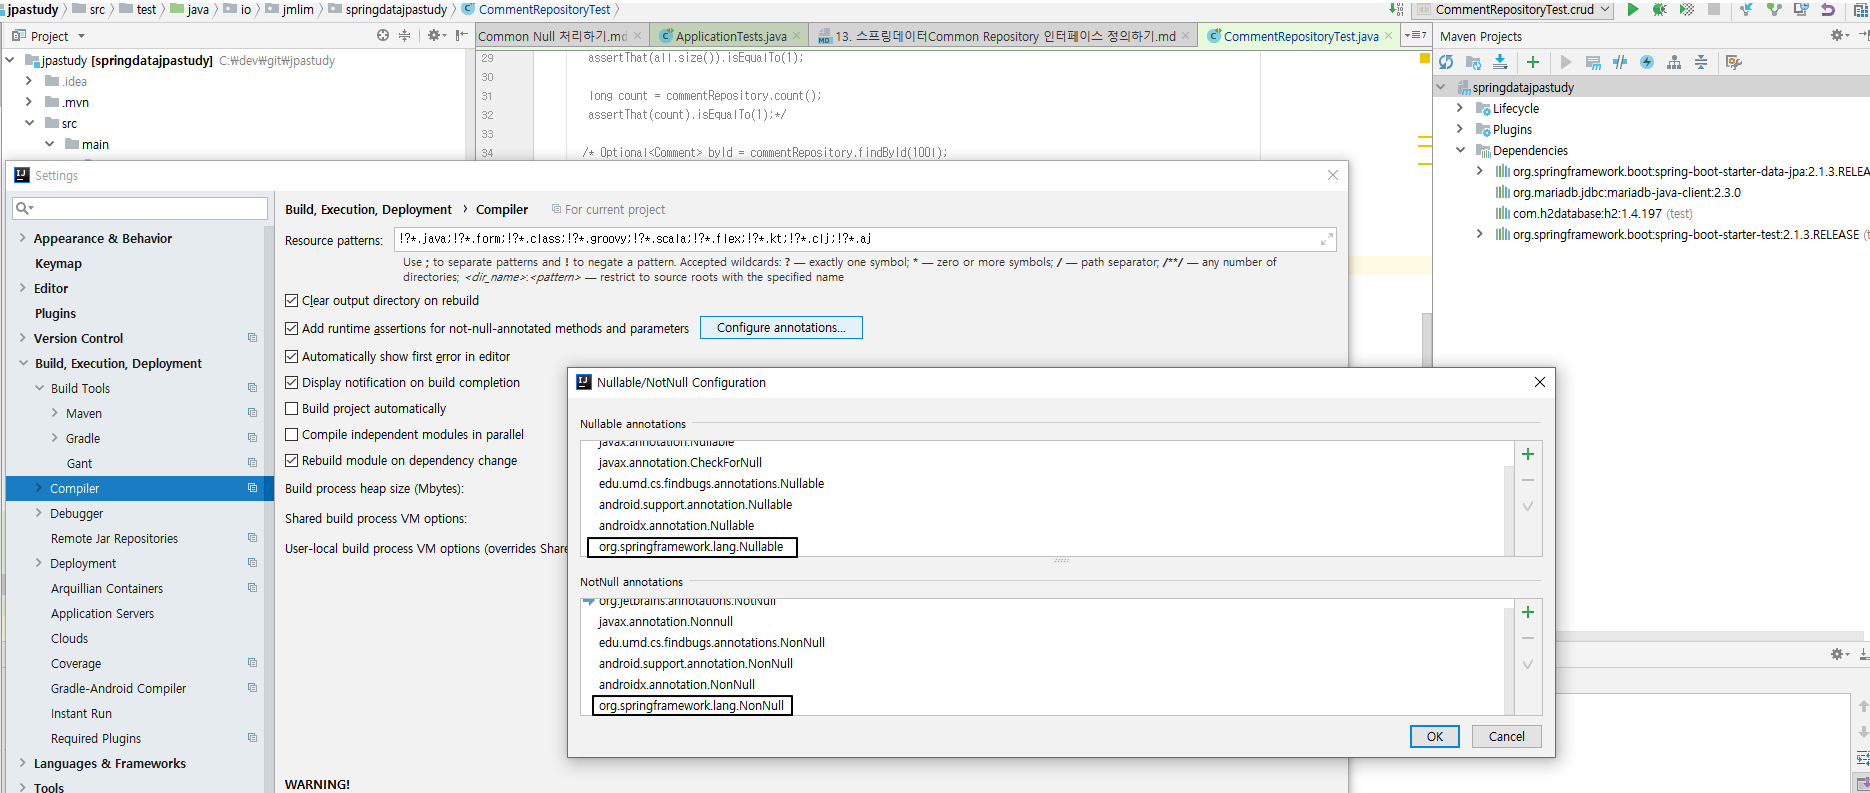 jpastudy src test java io jmlim springdatajpastudy CommentRepositoryTest
CommentRepositoryTest.crud
Project
Common Null 처리하기.md
ApplicationTests.java
13. 스프링데이터Common Repository 인터페이스 정의하기.md
CommentRepositoryTest.java
Maven Projects
jpastudy [springdatajpastudy] C:￦dev￦git￦jpastudy
.idea
.mvn
src
main
29 assertThat(all.size()).isEqualTo(1);
30
31 long count = commentRepository.count();
32 assertThat(count).isEqualTo(1);*/
33
34 /* Optional<Comment> byId = commentRepository.findById(100l);
springdatajpastudy
Lifecycle
Plugins
Dependencies
org.springframework.boot:spring-boot-starter-data-jpa:2.1.3.RELEA
org.mariadb.jdbc:mariadb-java-client:2.3.0
com.h2database:h2:1.4.197 (test)
org.springframework.boot:spring-boot-starter-test:2.1.3.RELEASE (t
Settings
Appearance & Behavior
Keymap
Editor
Plugins
Version Control
Build, Execution, Deployment
Build Tools
Maven
Gradle
Gant
Compiler
Debugger
Remote Jar Repositories
Deployment
Arquillian Containers
Application Servers
Clouds
Coverage
Gradle-Android Compiler
Instant Run
Required Plugins
Languages & Frameworks
Tools
Build, Execution, Deployment › Compiler
For current project
Resource patterns: !?*.java;!?*.form;!?*.class;!?*.groovy;!?*.scala;!?*.flex;!?*.kt;!?*.clj;!?*.aj
Use ; to separate patterns and ! to negate a pattern. Accepted wildcards: ? — exactly one symbol; * — zero or more symbols; / — path separator; /**/ — any number of
directories; <dir_name>:<pattern> — restrict to source roots with the specified name
Clear output directory on rebuild
Add runtime assertions for not-null-annotated methods and parameters
Configure annotations...
Automatically show first error in editor
Display notification on build completion
Build project automatically
Compile independent modules in parallel
Rebuild module on dependency change
Build process heap size (Mbytes):
Shared build process VM options:
User-local build process VM options (overrides Share
WARNING!
Nullable/NotNull Configuration
Nullable annotations
javax.annotation.Nullable
javax.annotation.CheckForNull
edu.umd.cs.findbugs.annotations.Nullable
android.support.annotation.Nullable
androidx.annotation.Nullable
org.springframework.lang.Nullable
NotNull annotations
org.jetbrains.annotations.NotNull
javax.annotation.Nonnull
edu.umd.cs.findbugs.annotations.NonNull
android.support.annotation.NonNull
androidx.annotation.NonNull
org.springframework.lang.NonNull
OK
Cancel